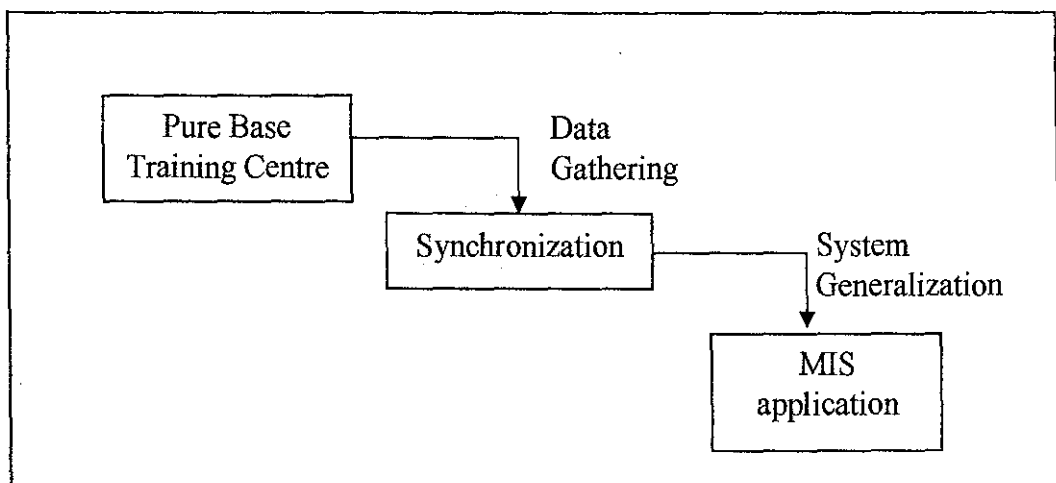 Pure Base
Training Centre
Data
Gathering
Synchronization
System
Generalization
MIS
application